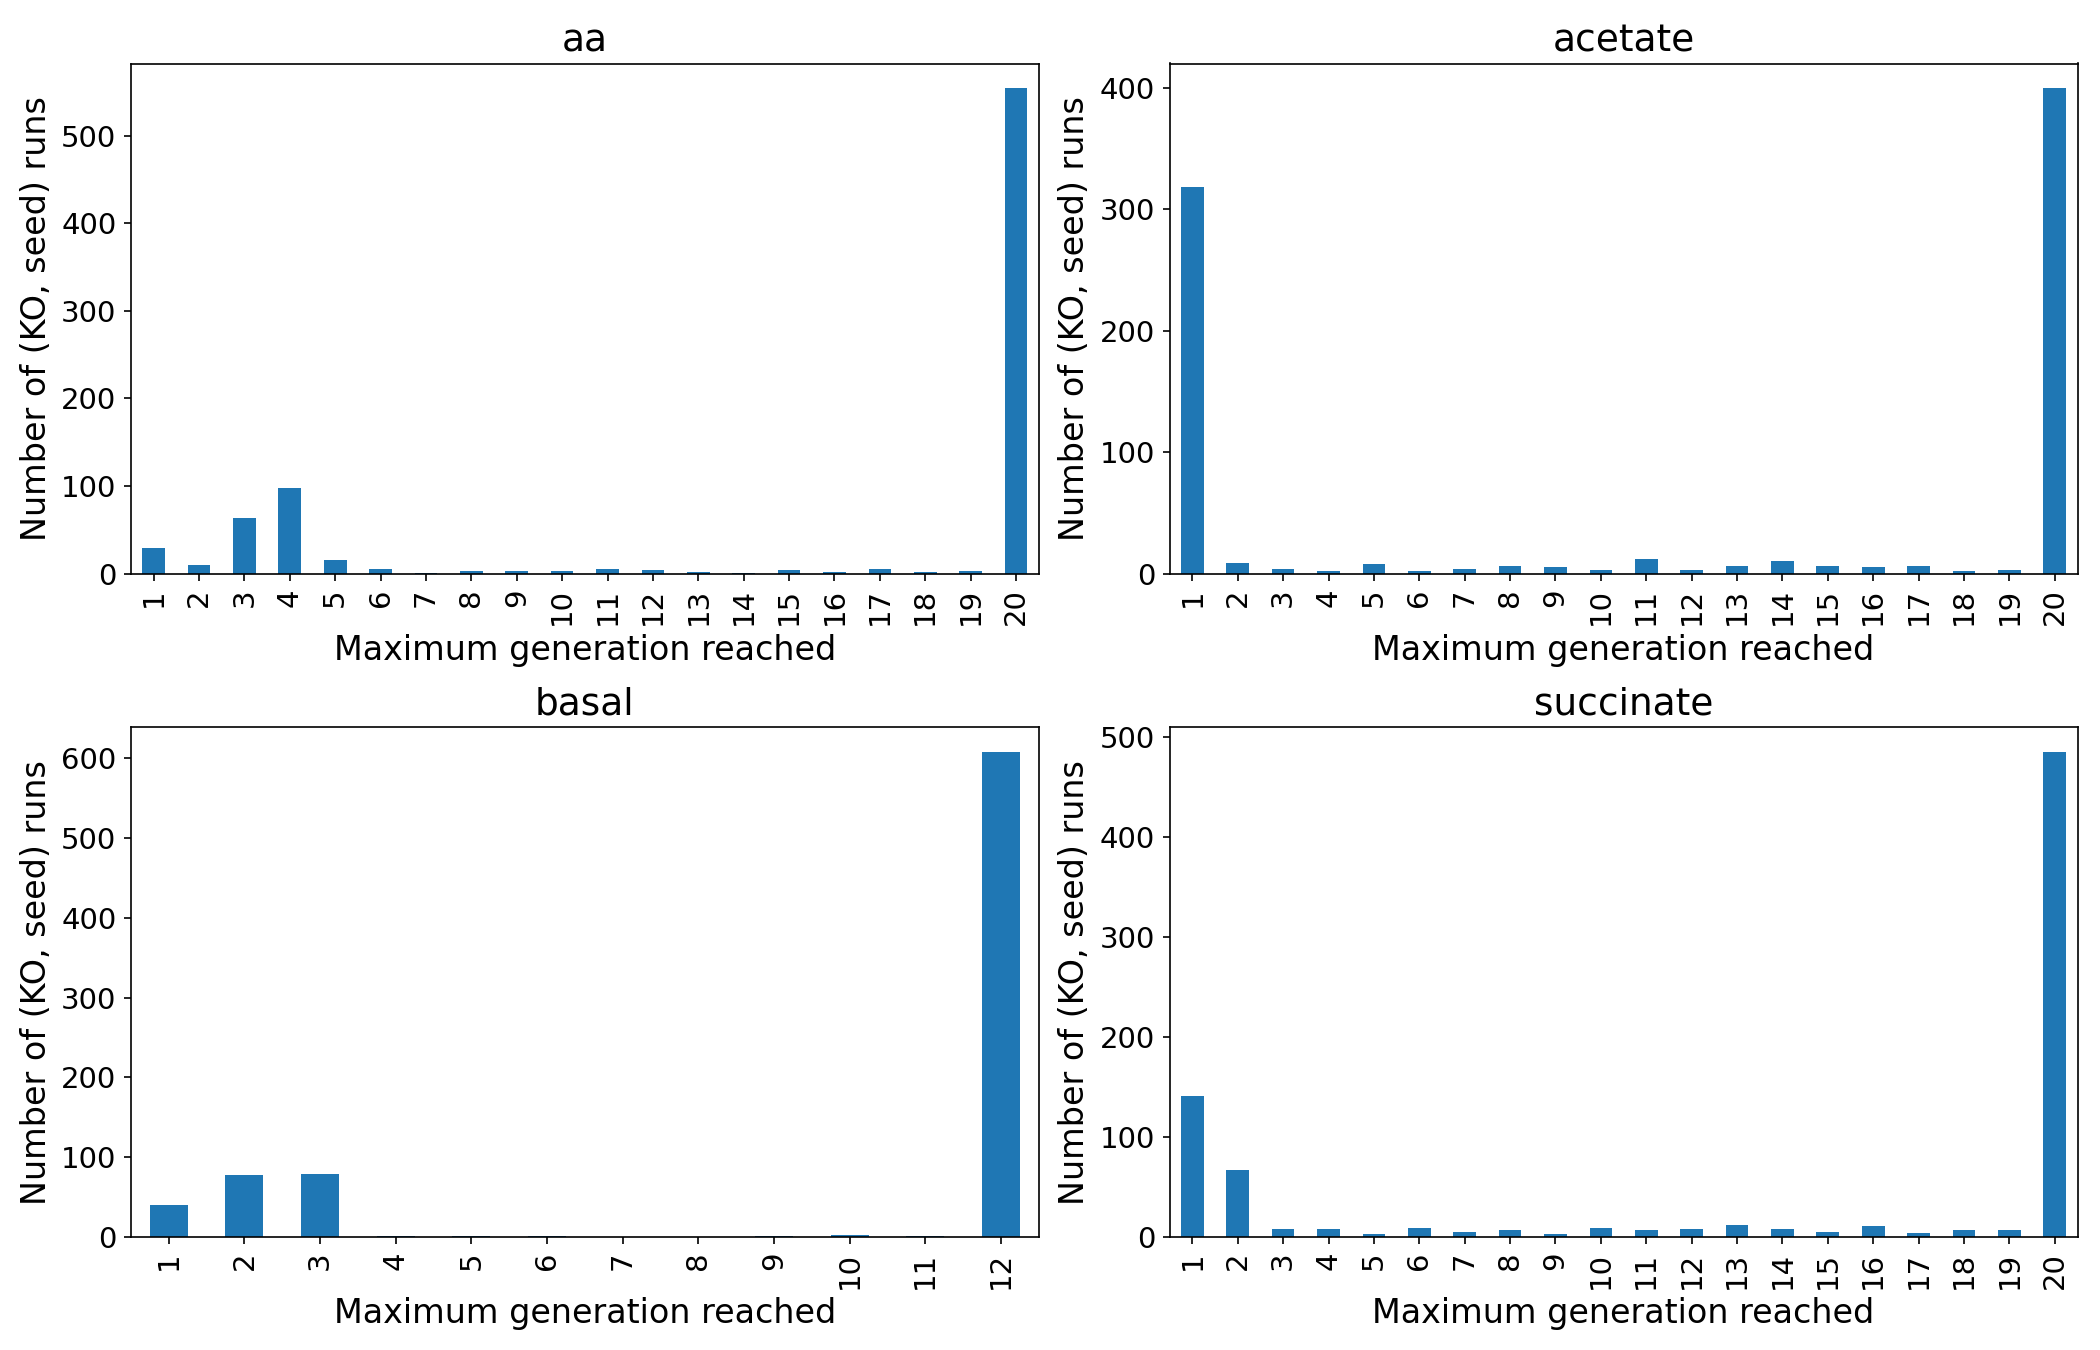 aa
Number of (KO, seed) runs
500
400
300
200
100
0
1 2 3 4 5 6 7 8 9 10 11 12 13 14 15 16 17 18 19 20
Maximum generation reached
acetate
Number of (KO, seed) runs
400
300
200
100
0
1 2 3 4 5 6 7 8 9 10 11 12 13 14 15 16 17 18 19 20
Maximum generation reached
basal
Number of (KO, seed) runs
600
500
400
300
200
100
0
1 2 3 4 5 6 7 8 9 10 11 12
Maximum generation reached
succinate
Number of (KO, seed) runs
500
400
300
200
100
0
1 2 3 4 5 6 7 8 9 10 11 12 13 14 15 16 17 18 19 20
Maximum generation reached